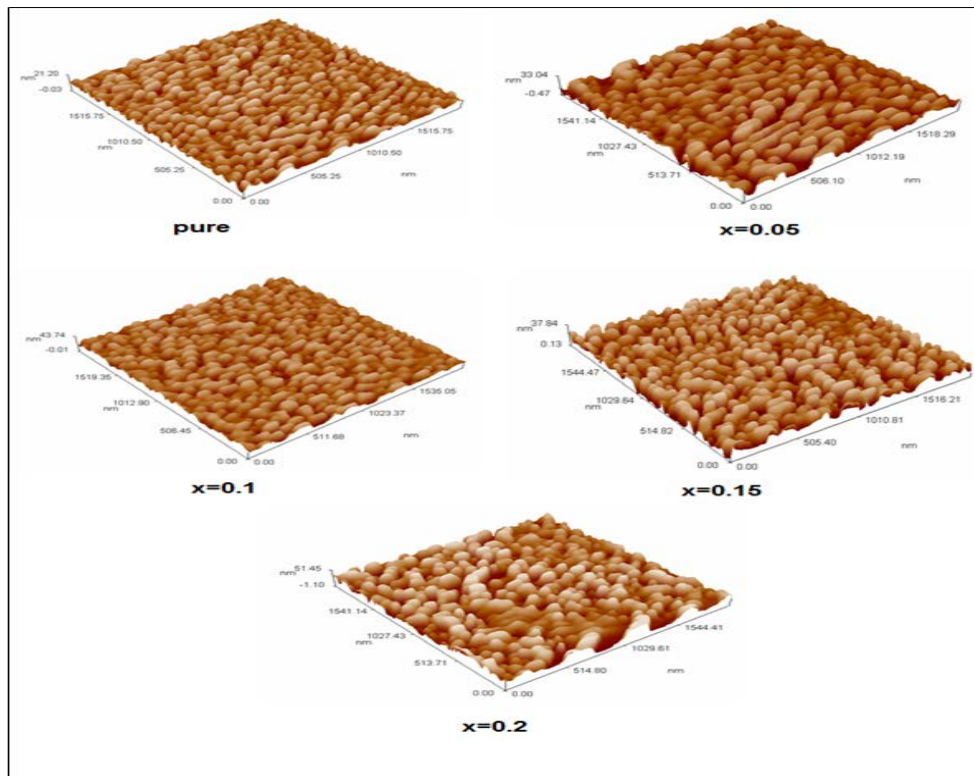 nm 21.20
-0.03
1515.75
1010.50
nm
505.25
0.00
0.00
505.25
1010.50
1515.75
nm
pure
nm 33.04
-0.47
1541.14
1027.43
nm
513.71
0.00
0.00
506.10
1012.19
1518.29
nm
x=0.05
nm 43.74
-0.01
1519.35
1012.90
nm
506.45
0.00
0.00
511.68
1023.37
1535.05
nm
x=0.1
nm 37.84
0.13
1544.47
1029.64
nm
514.82
0.00
0.00
505.40
1010.81
1516.21
nm
x=0.15
nm 51.45
-1.10
1541.14
1027.43
nm
513.71
0.00
0.00
514.80
1029.61
1544.41
nm
x=0.2